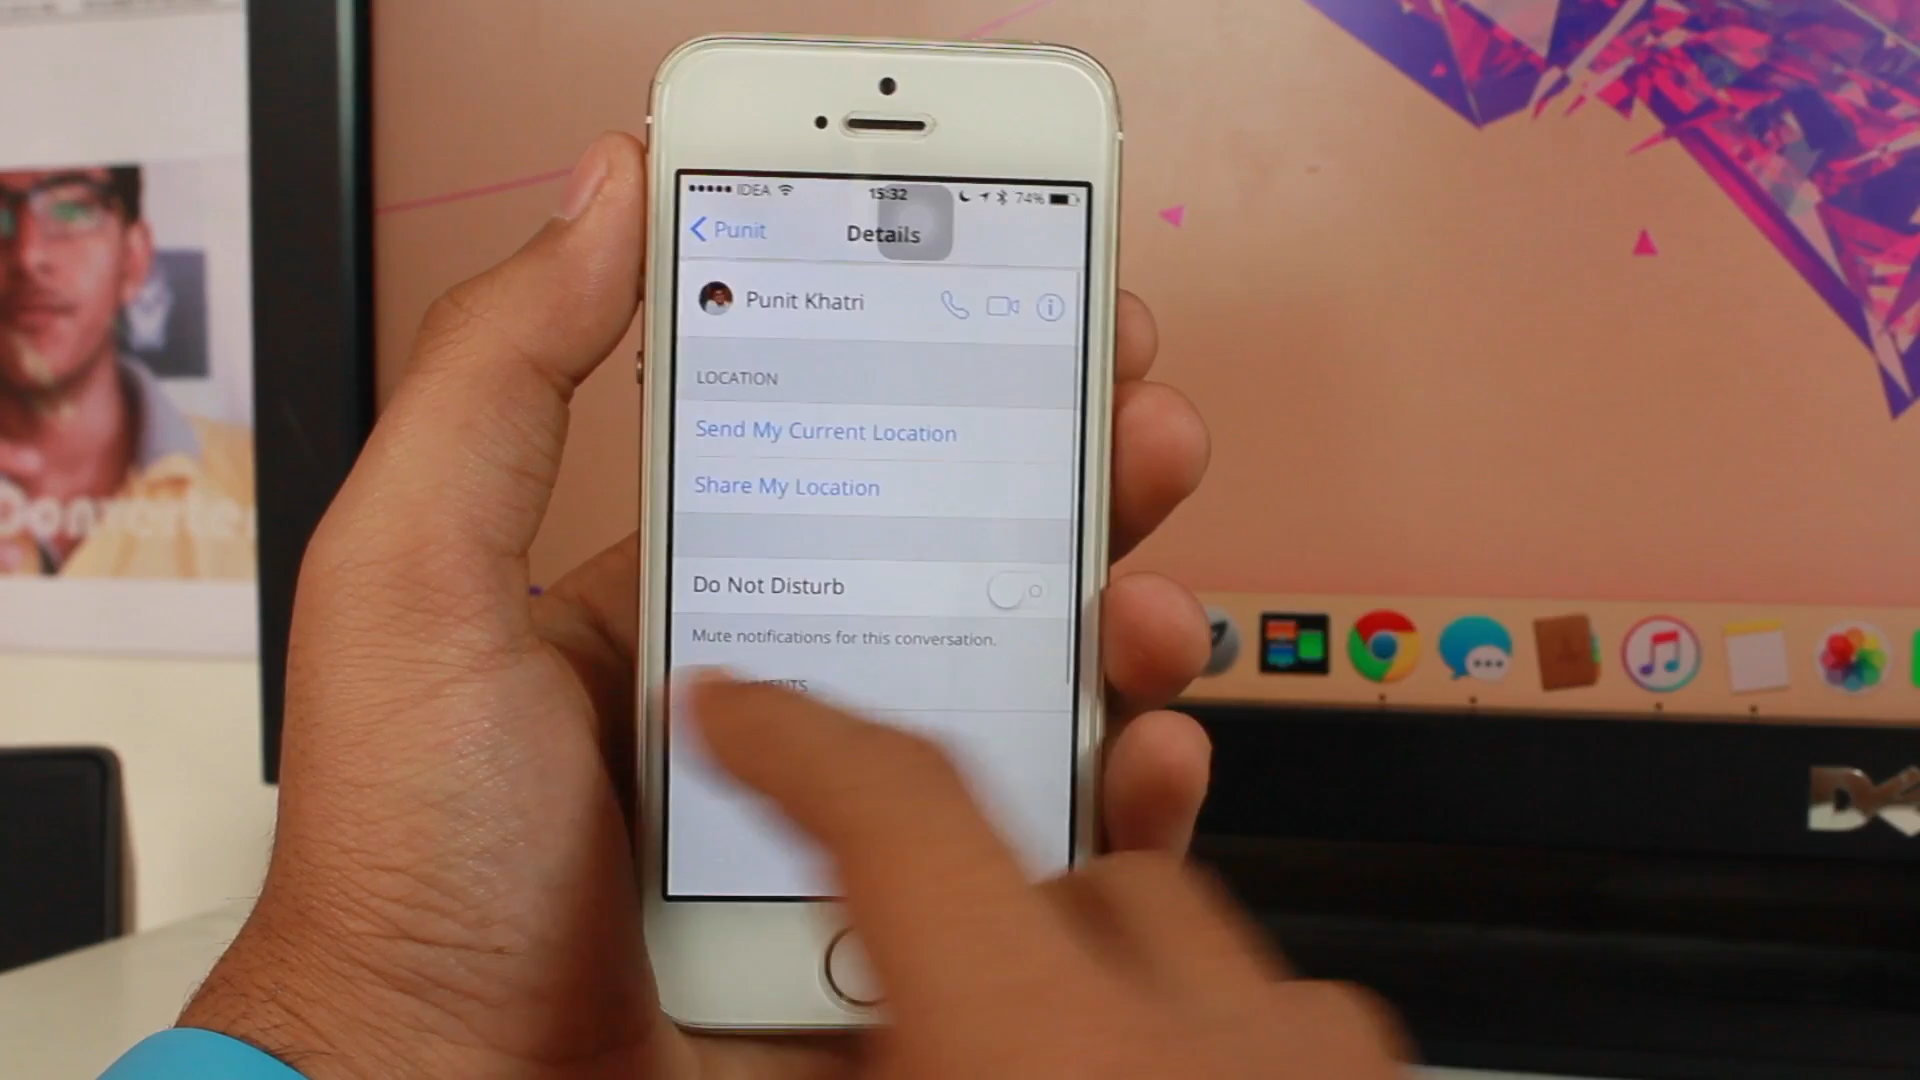 IDEA 15:32 74%
Punit Details
Punit Khatri
LOCATION
Send My Current Location
Share My Location
Do Not Disturb
Mute notifications for this conversation.